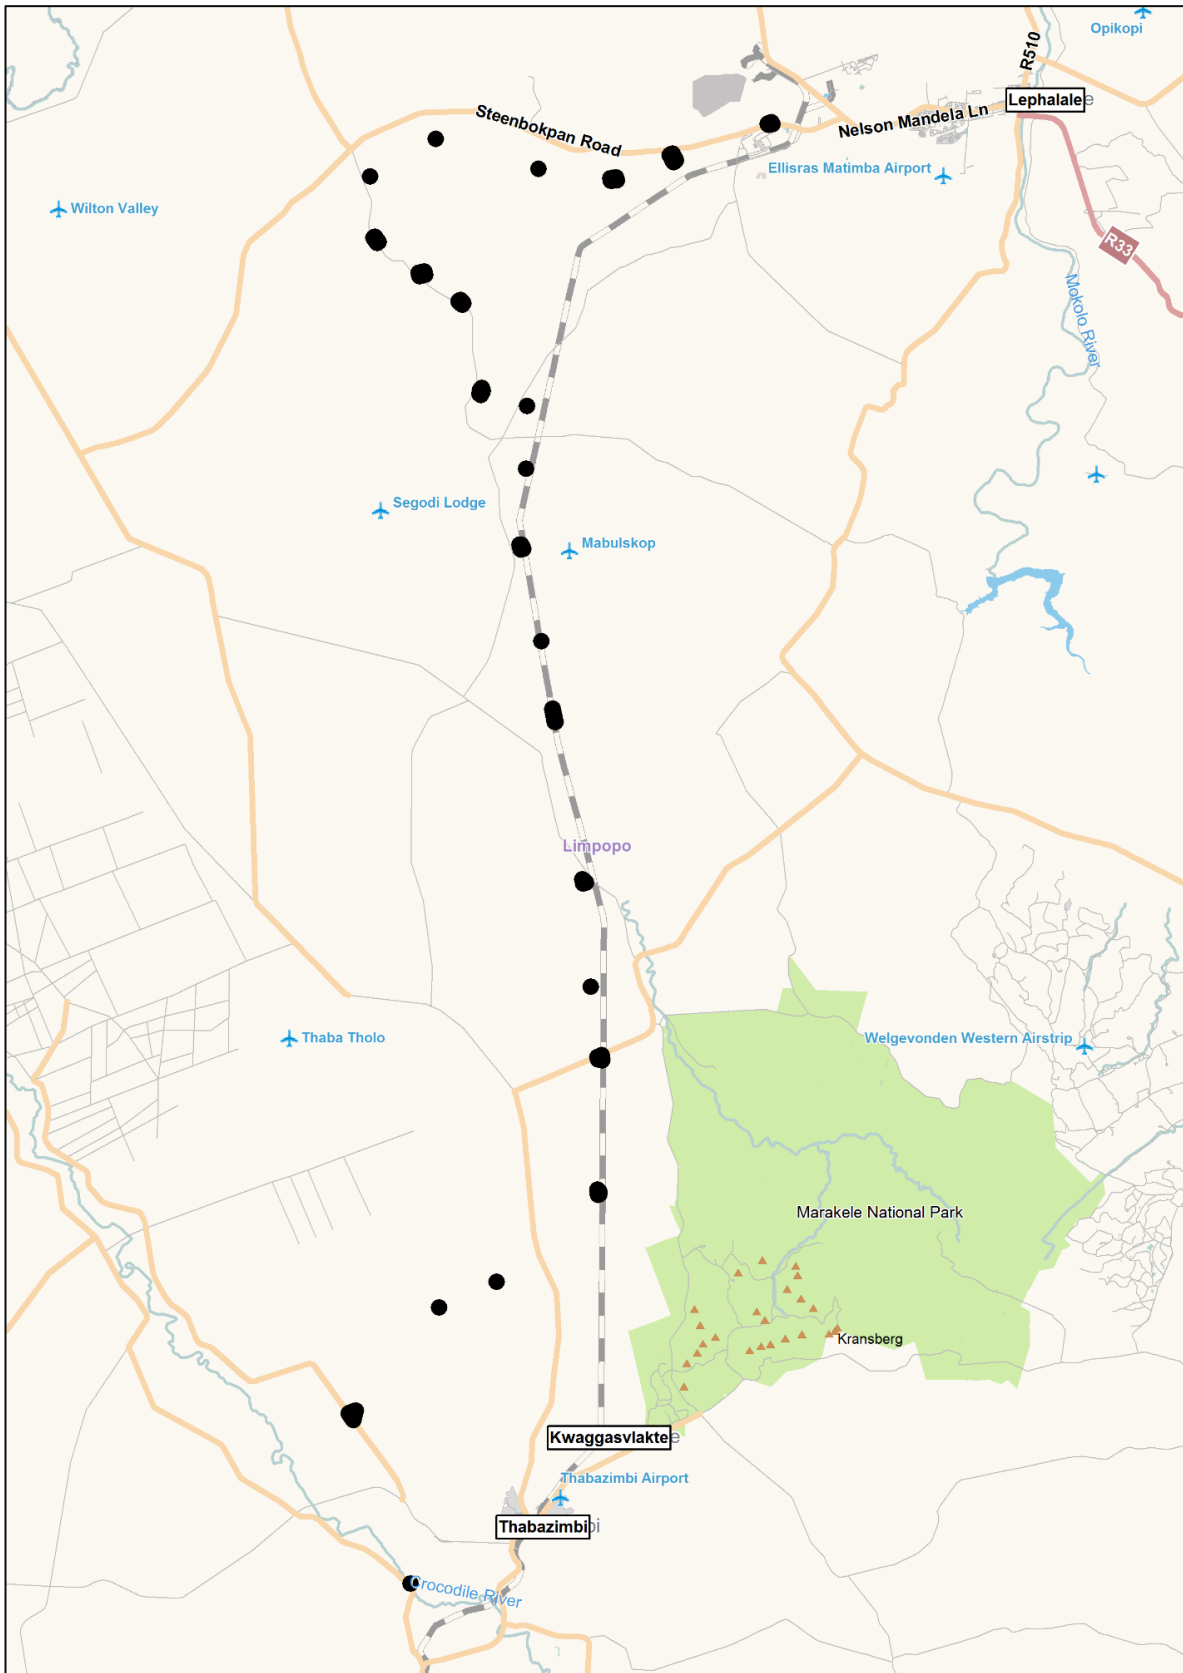 Opikopi
R510
Lephalale
Steenbokpan Road
Nelson Mandela Ln
Ellisras Matimba Airport
Wilton Valley
R33
Mokolo River
Segodi Lodge
Mabulskop
Limpopo
Thaba Tholo
Welgevonden Western Airstrip
Marakele National Park
Kransberg
Kwaggasvlakte
Thabazimbi Airport
Thabazimbi
Crocodile River